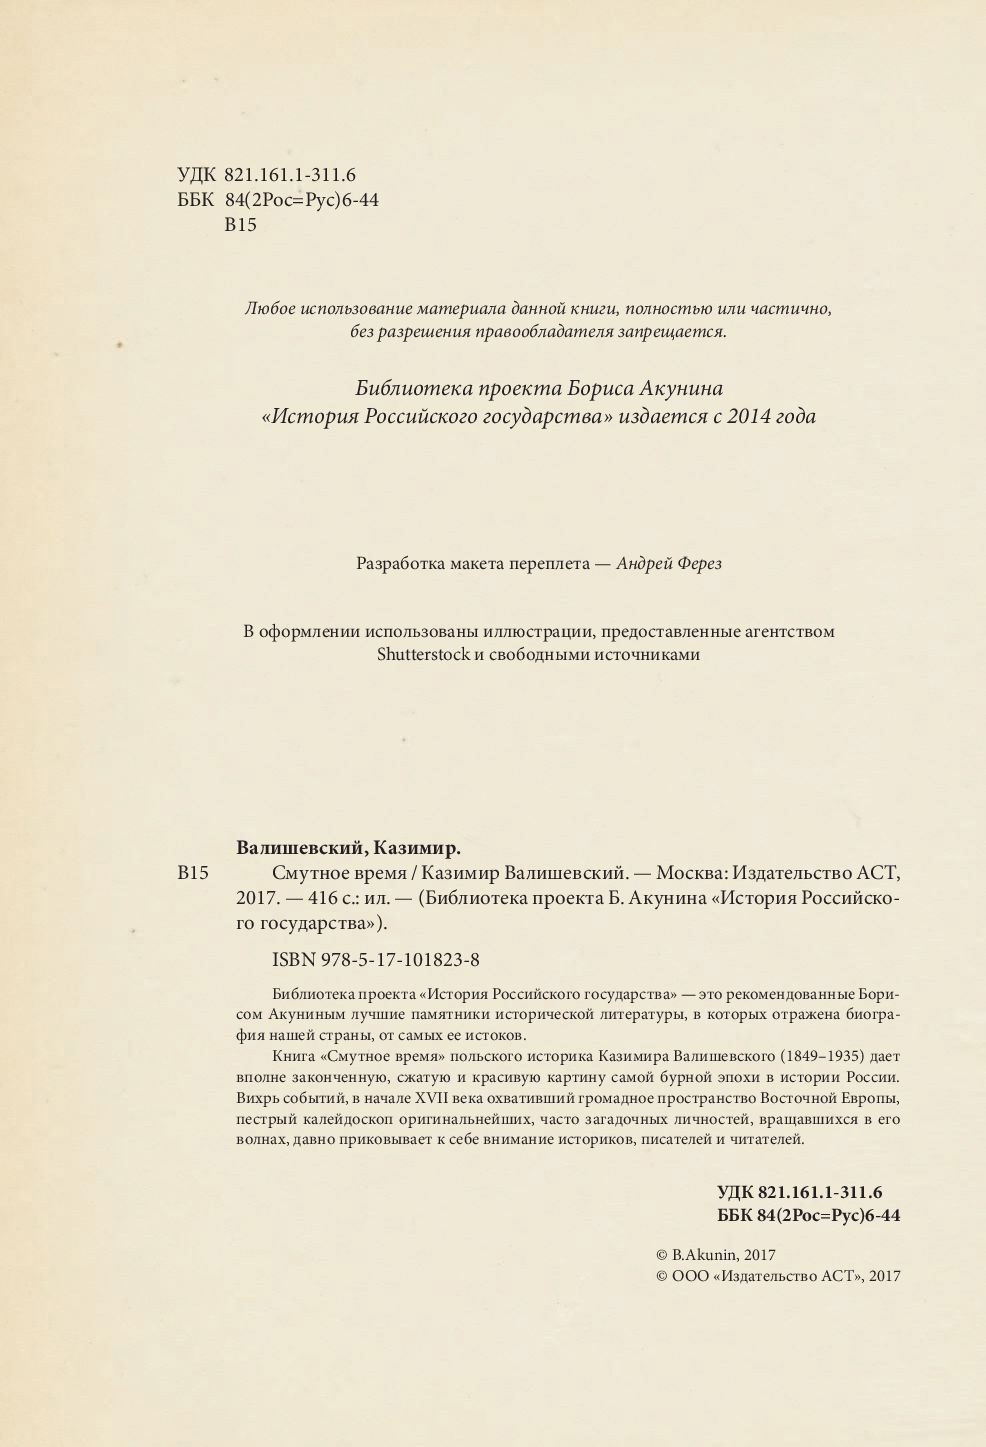 УДК 821.161.1-311.6
ББК 84(2Рос=Рус)6-44
В15
Любое использование материала данной книги, полностью или частично,
без разрешения правообладателя запрещается.
Библиотека проекта Бориса Акунина
«История Российского государства» издается с 2014 года
Разработка макета переплета — Андрей Ферез
В оформлении использованы иллюстрации, предоставленные агентством
Shutterstock и свободными источниками
Валишевский, Казимир.
В15 Смутное время / Казимир Валишевский. — Москва: Издательство АСТ,
2017. — 416 с.: ил. — (Библиотека проекта Б. Акунина «История Российско-
го государства»).
ISBN 978-5-17-101823-8
Библиотека проекта «История Российского государства» — это рекомендованные Бори-
сом Акуниным лучшие памятники исторической литературы, в которых отражена биогра-
фия нашей страны, от самых ее истоков.
Книга «Смутное время» польского историка Казимира Валишевского (1849–1935) дает
вполне законченную, сжатую и красивую картину самой бурной эпохи в истории России.
Вихрь событий, в начале XVII века охвативший громадное пространство Восточной Европы,
пестрый калейдоскоп оригинальнейших, часто загадочных личностей, вращавшихся в его
волнах, давно приковывает к себе внимание историков, писателей и читателей.
УДК 821.161.1-311.6
ББК 84(2Рос=Рус)6-44
© B.Akunin, 2017
© ООО «Издательство АСТ», 2017